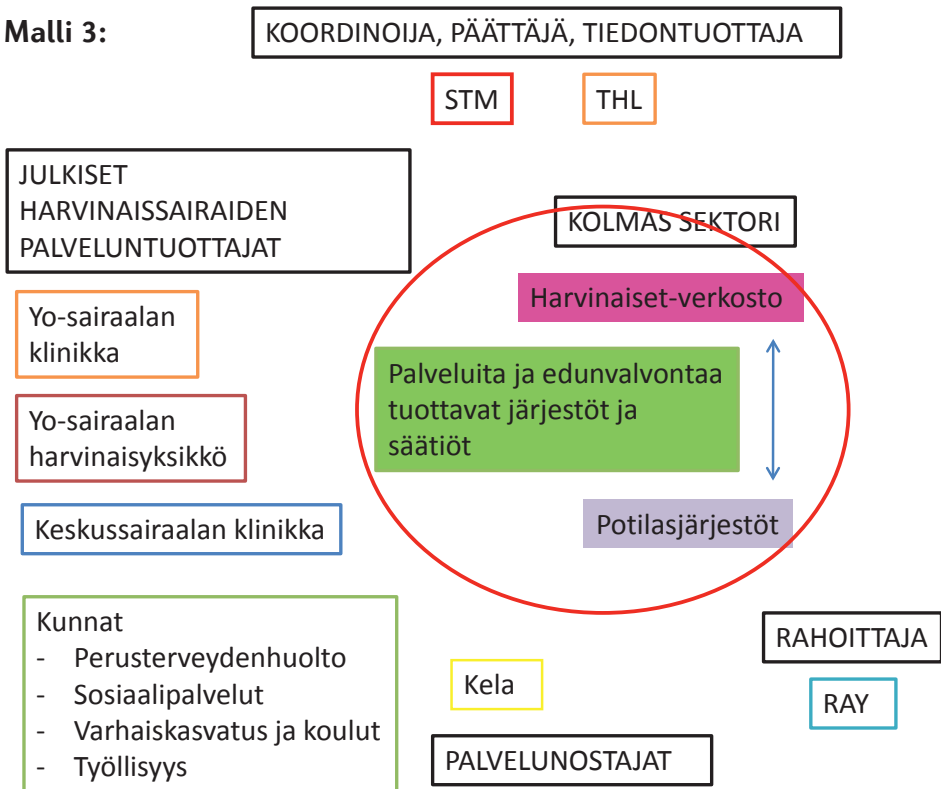 Malli 3:
KOORDINOIJA, PÄÄTTÄJÄ, TIEDONTUOTTAJA
STM
THL
JULKISET
HARVINAISSAIRAIDEN
PALVELUNTUOTTAJAT
KOLMAS SEKTORI
Harvinaiset-verkosto
Yo-sairaalan
klinikka
Palveluita ja edunvalvontaa
tuottavat järjestöt ja
säätiöt
Yo-sairaalan
harvinaisyksikkö
Keskussairaalan klinikka
Potilasjärjestöt
Kunnat
- Perusterveydenhuolto
- Sosiaalipalvelut
- Varhaiskasvatus ja koulut
- Työllisyys
Kela
PALVELUNOSTAJAT
RAHOITTAJA
RAY